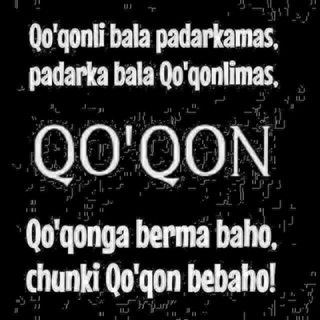 Qo'qonli bala padarkamas,
padarka bala Qo'qonlimas,
QO'QON
Qo'qonga berma baho,
chunki Qo'qon bebaho!